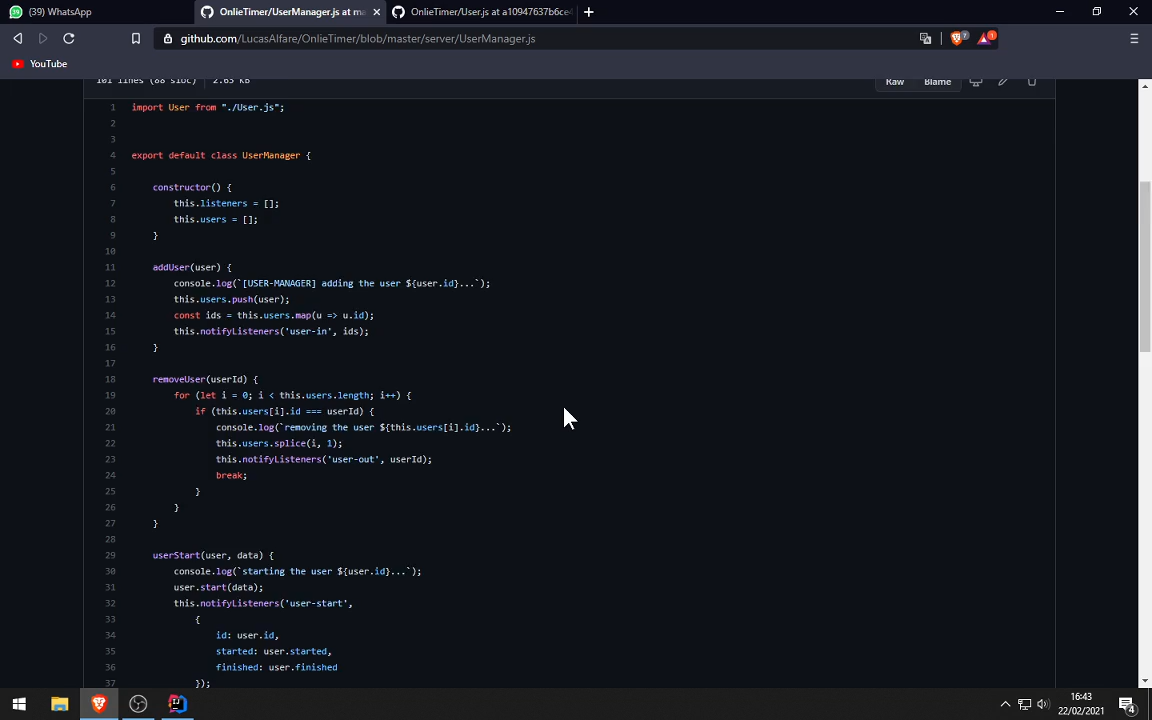 (39) WhatsApp
OnlieTimer/UserManager.js at ma
OnlieTimer/User.js at a10947637b6ce
github.com/LucasAlfare/OnlieTimer/blob/master/server/UserManager.js
7
1
YouTube
101 lines (88 sloc) 2.63 KB
Raw
Blame
1 import User from "./User.js";
2
3
4 export default class UserManager {
5
6 constructor() {
7 this.listeners = [];
8 this.users = [];
9 }
10
11 addUser(user) {
12 console.log(`[USER-MANAGER] adding the user ${user.id}...`);
13 this.users.push(user);
14 const ids = this.users.map(u => u.id);
15 this.notifyListeners('user-in', ids);
16 }
17
18 removeUser(userId) {
19 for (let i = 0; i < this.users.length; i++) {
20 if (this.users[i].id === userId) {
21 console.log(`removing the user ${this.users[i].id}...`);
22 this.users.splice(i, 1);
23 this.notifyListeners('user-out', userId);
24 break;
25 }
26 }
27 }
28
29 userStart(user, data) {
30 console.log(`starting the user ${user.id}...`);
31 user.start(data);
32 this.notifyListeners('user-start',
33 {
34 id: user.id,
35 started: user.started,
36 finished: user.finished
37 });
16:43
22/02/2021
4